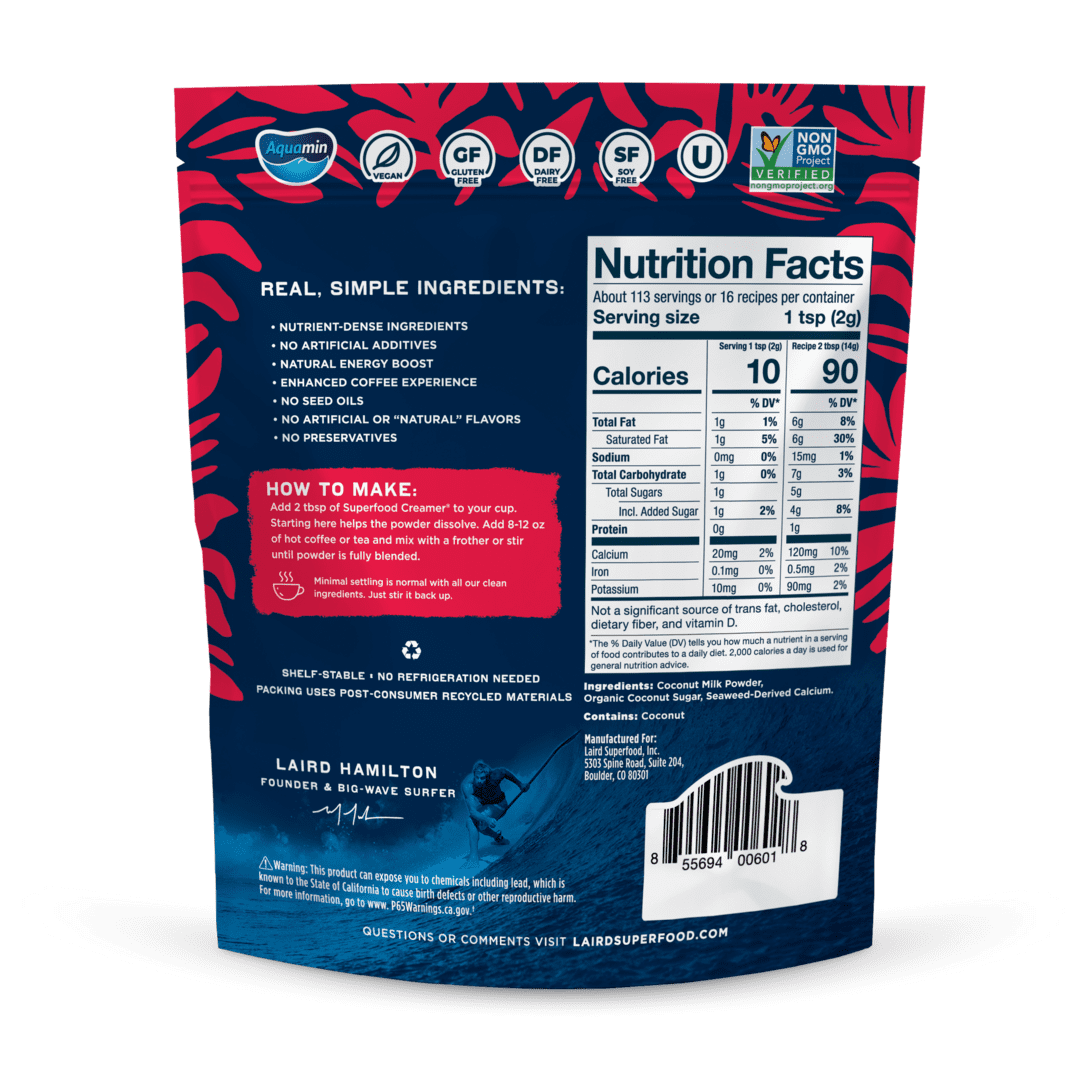 Aquamin
VEGAN
GF
GLUTEN
FREE
DF
DAIRY
FREE
SF
SOY
FREE
U
NON
GMO
Project
VERIFIED
nongmoproject.org
REAL, SIMPLE INGREDIENTS:
• NUTRIENT-DENSE INGREDIENTS
• NO ARTIFICIAL ADDITIVES
• NATURAL ENERGY BOOST
• ENHANCED COFFEE EXPERIENCE
• NO SEED OILS
• NO ARTIFICIAL OR “NATURAL” FLAVORS
• NO PRESERVATIVES
HOW TO MAKE:
Add 2 tbsp of Superfood Creamer® to your cup.
Starting here helps the powder dissolve. Add 8-12 oz
of hot coffee or tea and mix with a frother or stir
until powder is fully blended.
Minimal settling is normal with all our clean
ingredients. Just stir it back up.
SHELF-STABLE • NO REFRIGERATION NEEDED
PACKING USES POST-CONSUMER RECYCLED MATERIALS
LAIRD HAMILTON
FOUNDER & BIG-WAVE SURFER
Warning: This product can expose you to chemicals including lead, which is
known to the State of California to cause birth defects or other reproductive harm.
For more information, go to www. P65Warnings.ca.gov.¹
Nutrition Facts
About 113 servings or 16 recipes per container
Serving size 1 tsp (2g)
Serving 1 tsp (2g) Recipe 2 tbsp (14g)
Calories 10 90
% DV* % DV*
Total Fat 1g 1% 6g 8%
Saturated Fat 1g 5% 6g 30%
Sodium 0mg 0% 15mg 1%
Total Carbohydrate 1g 0% 7g 3%
Total Sugars 1g 5g
Incl. Added Sugar 1g 2% 4g 8%
Protein 0g 1g
Calcium 20mg 2% 120mg 10%
Iron 0.1mg 0% 0.5mg 2%
Potassium 10mg 0% 90mg 2%
Not a significant source of trans fat, cholesterol,
dietary fiber, and vitamin D.
*The % Daily Value (DV) tells you how much a nutrient in a serving
of food contributes to a daily diet. 2,000 calories a day is used for
general nutrition advice.
Ingredients: Coconut Milk Powder,
Organic Coconut Sugar, Seaweed-Derived Calcium.
Contains: Coconut
Manufactured For:
Laird Superfood, Inc.
5303 Spine Road, Suite 204,
Boulder, CO 80301
8 55694 00601 8
QUESTIONS OR COMMENTS VISIT LAIRDSUPERFOOD.COM